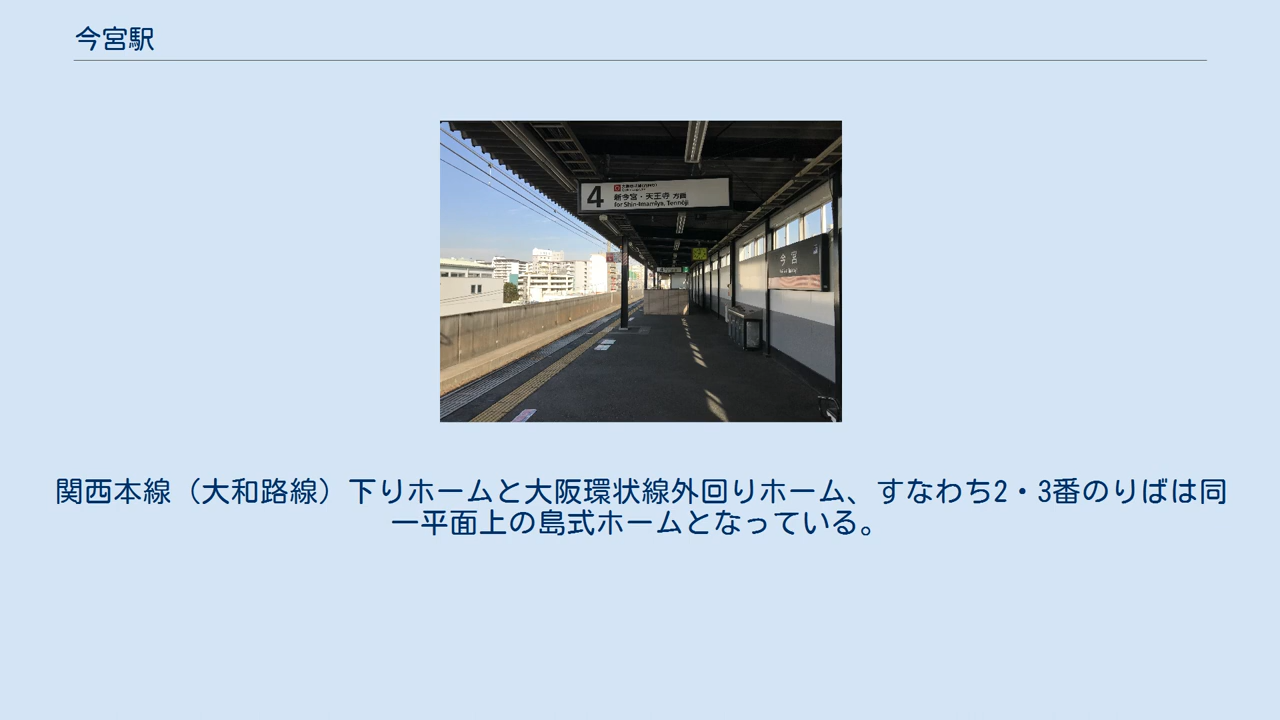 今宮駅
4
新今宮・天王寺 方面
for Shin-Imamiya, Tennōji
今宮
関西本線（大和路線）下りホームと大阪環状線外回りホーム、すなわち2・3番のりばは同
一平面上の島式ホームとなっている。